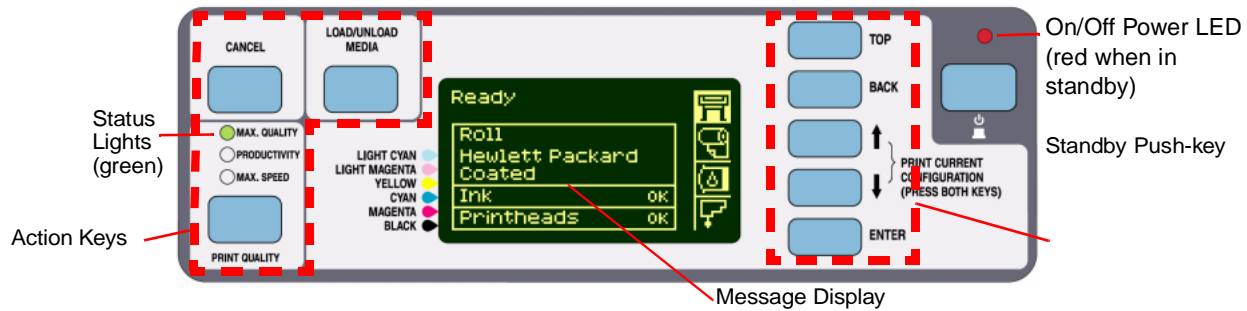 CANCEL
LOAD/UNLOAD
MEDIA
TOP
On/Off Power LED
(red when in
standby)
BACK
Ready
Roll
Hewlett Packard
Coated
Ink OK
Printheads OK
Status
Lights
(green)
MAX. QUALITY
PRODUCTIVITY
MAX. SPEED
LIGHT CYAN
LIGHT MAGENTA
YELLOW
CYAN
MAGENTA
BLACK
PRINT CURRENT
CONFIGURATION
(PRESS BOTH KEYS)
Standby Push-key
Action Keys
PRINT QUALITY
ENTER
Message Display